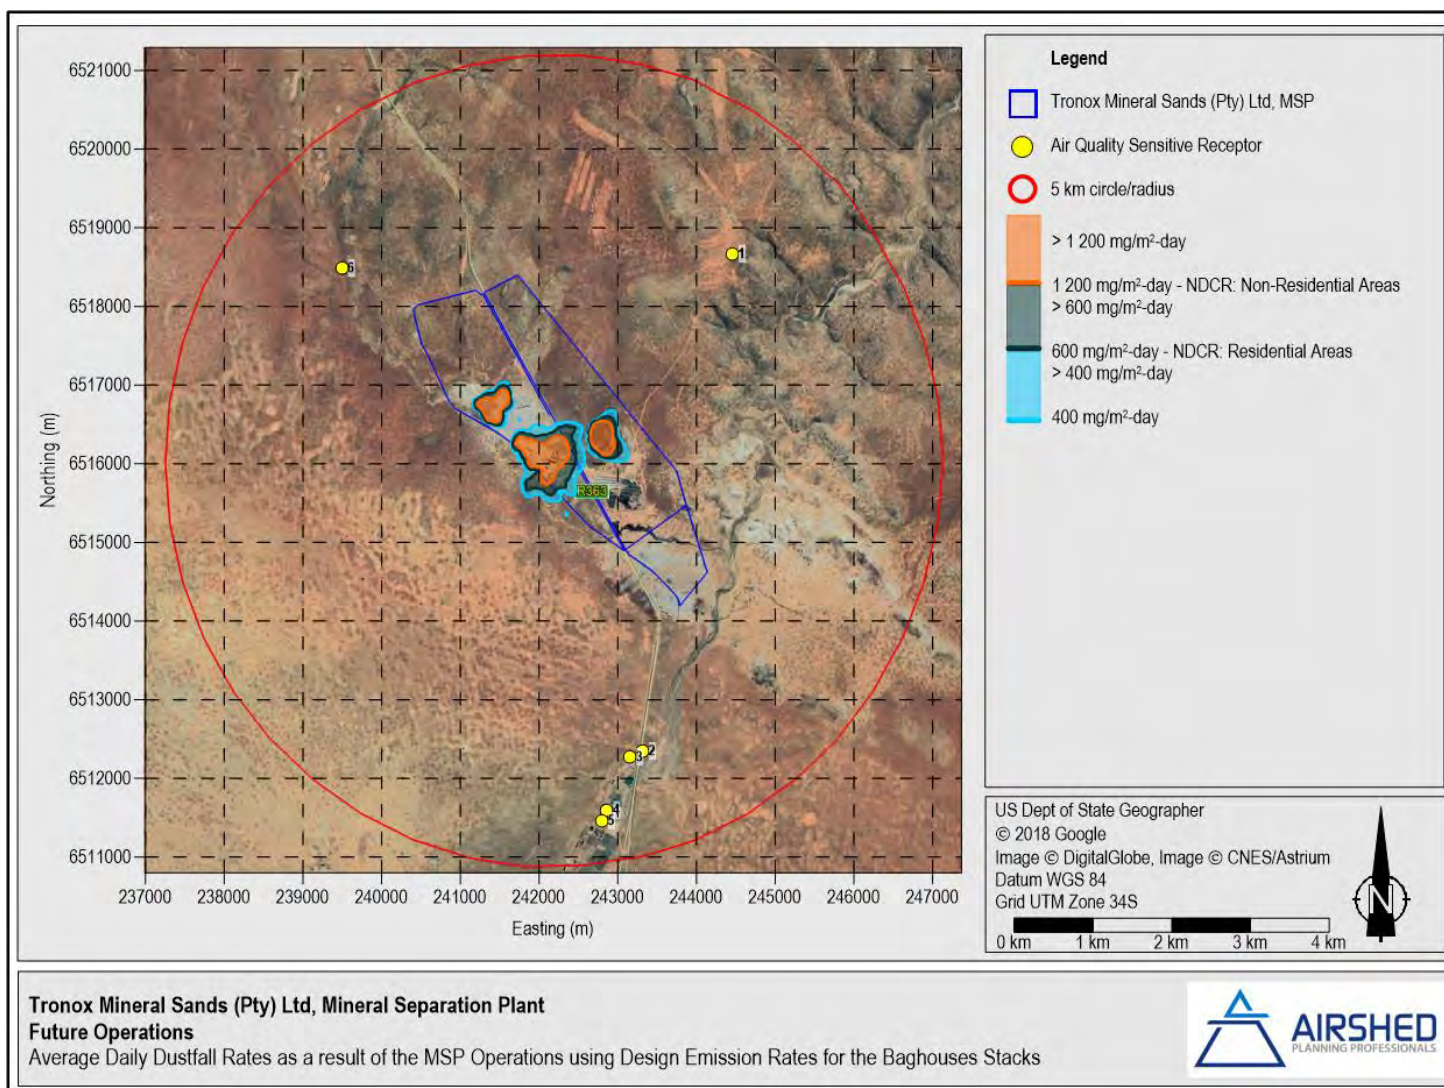 6521000
6520000
6519000
6518000
6517000
6516000
6515000
6514000
6513000
6512000
6511000
Northing (m)
237000 238000 239000 240000 241000 242000 243000 244000 245000 246000 247000
Easting (m)
1
6
R363
2
3
4
5
Legend
Tronox Mineral Sands (Pty) Ltd, MSP
Air Quality Sensitive Receptor
5 km circle/radius
> 1 200 mg/m²-day
1 200 mg/m²-day - NDCR: Non-Residential Areas
> 600 mg/m²-day
600 mg/m²-day - NDCR: Residential Areas
> 400 mg/m²-day
400 mg/m²-day
US Dept of State Geographer
© 2018 Google
Image © DigitalGlobe, Image © CNES/Astrium
Datum WGS 84
Grid UTM Zone 34S
N
0 km 1 km 2 km 3 km 4 km
Tronox Mineral Sands (Pty) Ltd, Mineral Separation Plant
Future Operations
Average Daily Dustfall Rates as a result of the MSP Operations using Design Emission Rates for the Baghouses Stacks
AIRSHED
PLANNING PROFESSIONALS